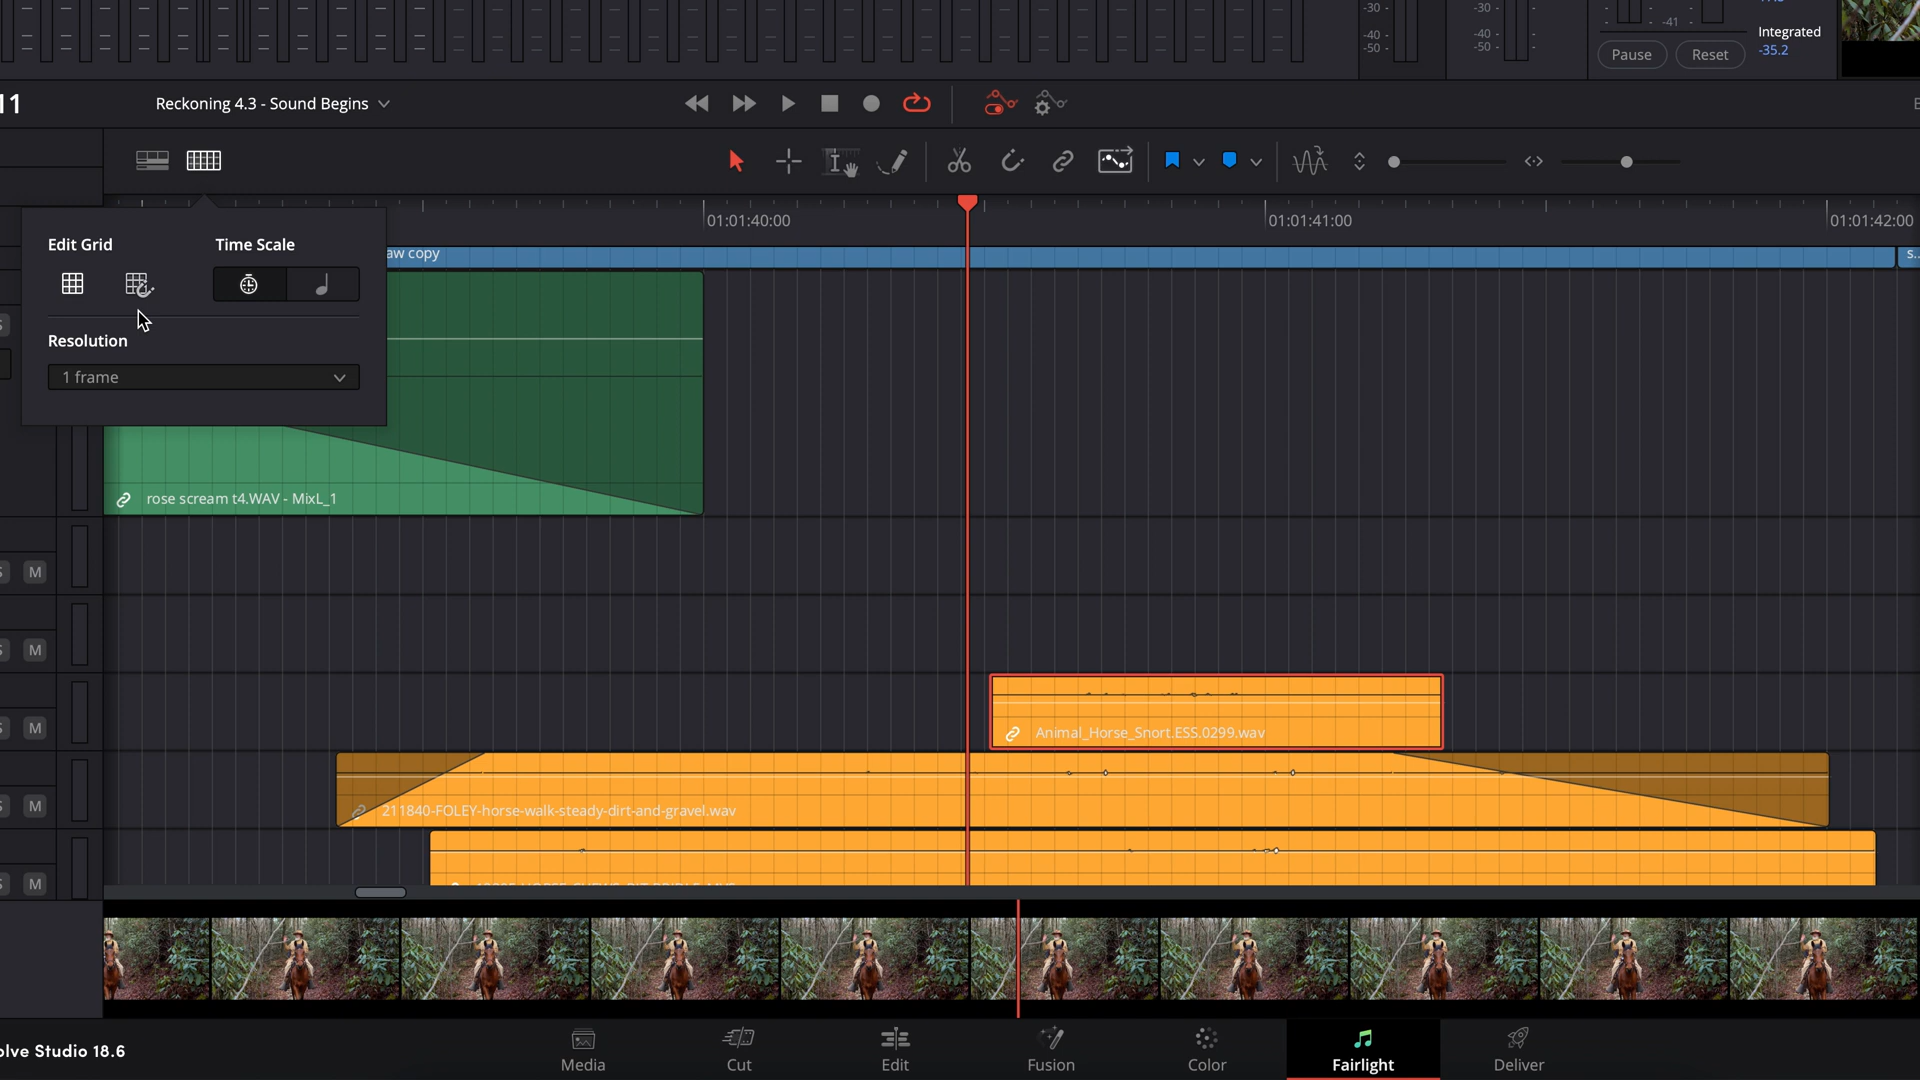 -30 -
-40 -
-50 -
-30 -
-40 -
-50 -
-41
Integrated
-35.2
Pause
Reset
11
Reckoning 4.3 - Sound Begins
01:01:40:00
01:01:41:00
01:01:42:00
aw copy
s...
Edit Grid
Time Scale
Resolution
1 frame
rose scream t4.WAV - MixL_1
M
M
M
Animal_Horse_Snort.ESS.0299.wav
M
211840-FOLEY-horse-walk-steady-dirt-and-gravel.wav
M
olve Studio 18.6
Media
Cut
Edit
Fusion
Color
Fairlight
Deliver